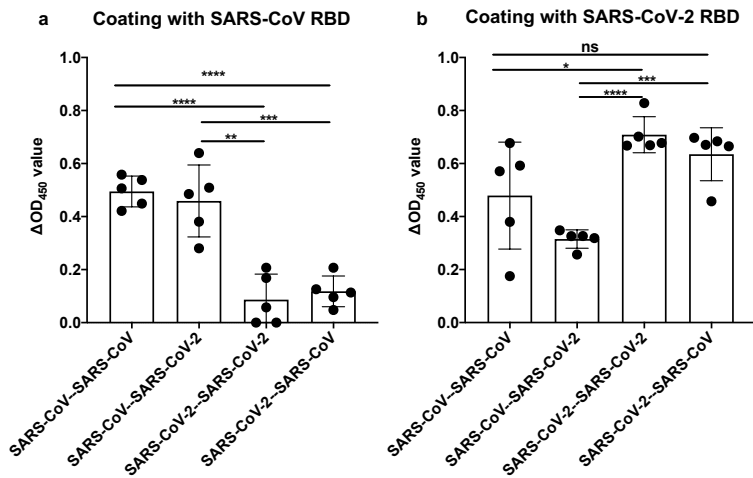 a Coating with SARS-CoV RBD
ΔOD450 value
1.0
0.8
0.6
0.4
0.2
0.0
****
****
***
**
SARS-CoV--SARS-CoV
SARS-CoV--SARS-CoV-2
SARS-CoV-2--SARS-CoV-2
SARS-CoV-2--SARS-CoV
b Coating with SARS-CoV-2 RBD
ΔOD450 value
1.0
0.8
0.6
0.4
0.2
0.0
ns
*
***
****
SARS-CoV--SARS-CoV
SARS-CoV--SARS-CoV-2
SARS-CoV-2--SARS-CoV-2
SARS-CoV-2--SARS-CoV